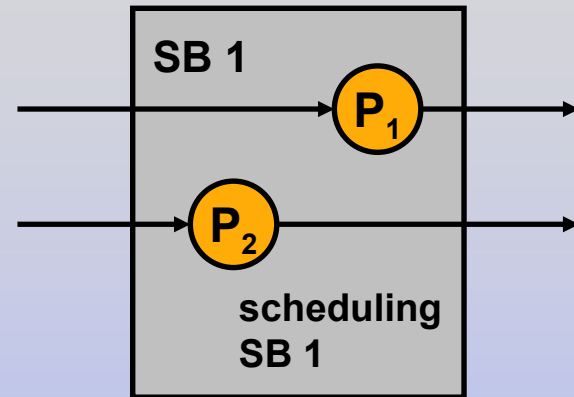 SB 1
P₁
P₂
scheduling
SB 1